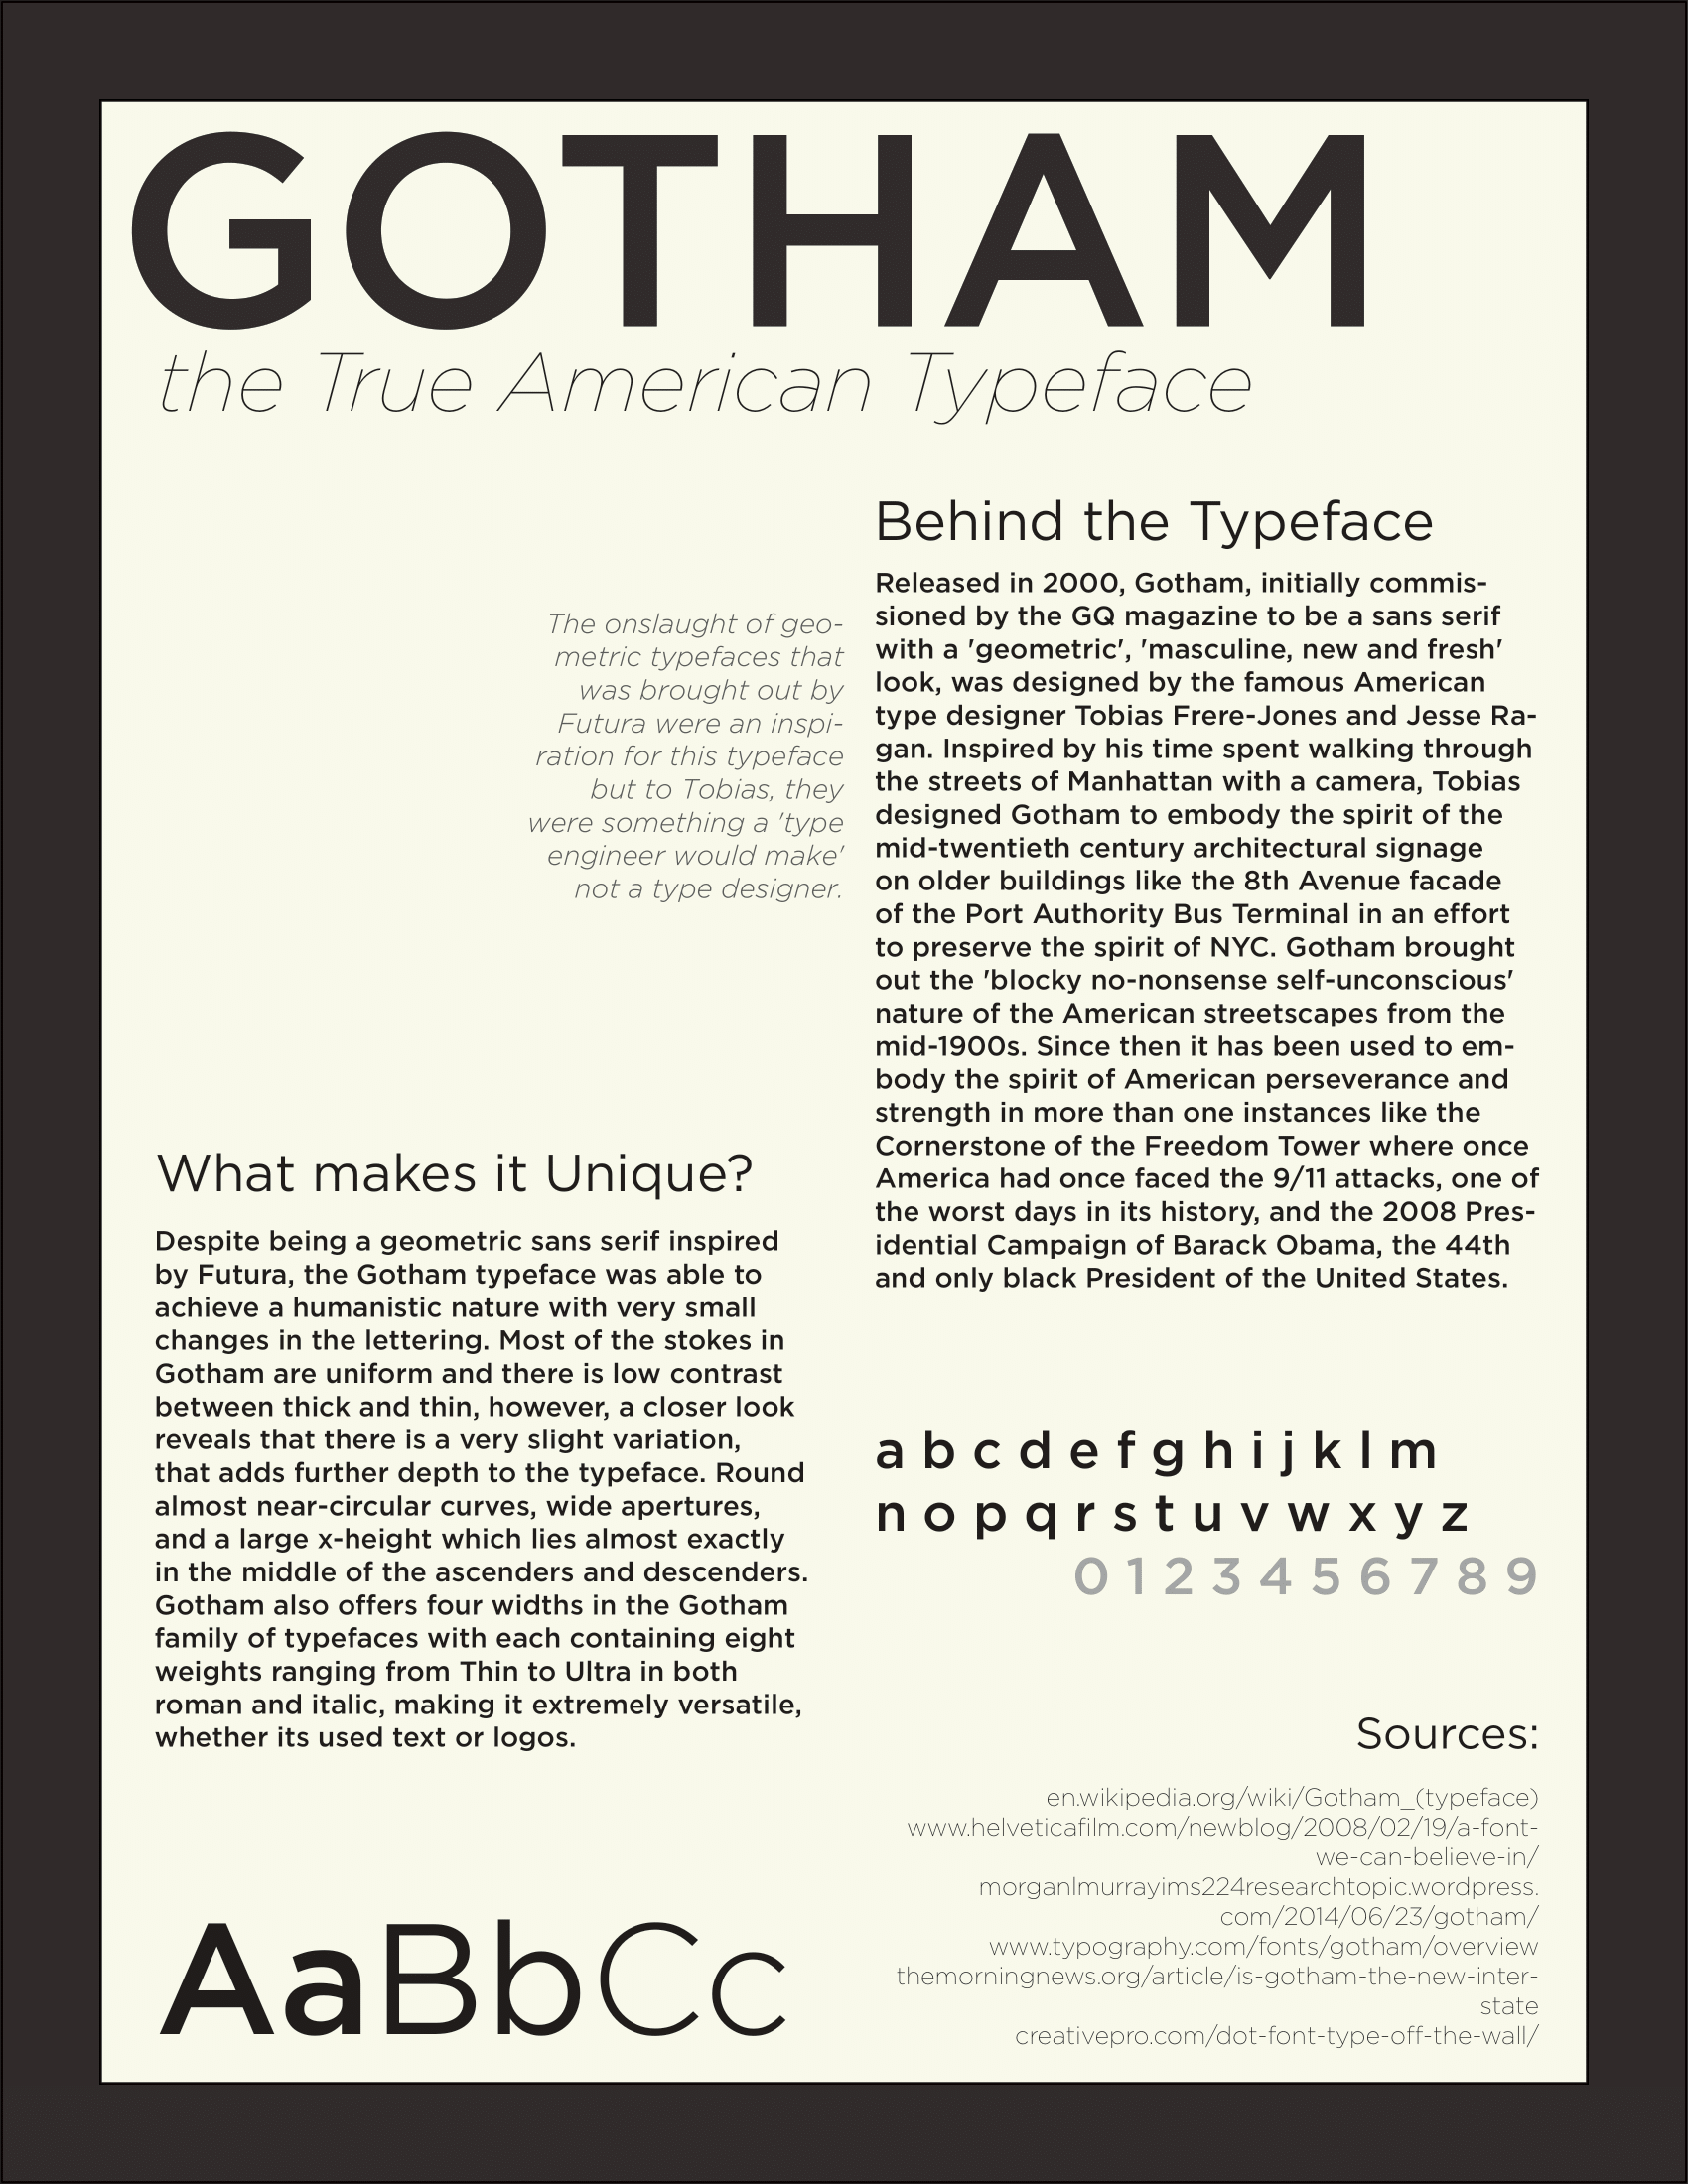 GOTHAM
the True American Typeface
The onslaught of geo-
metric typefaces that
was brought out by
Futura were an inspi-
ration for this typeface
but to Tobias, they
were something a 'type
engineer would make'
not a type designer.
Behind the Typeface
Released in 2000, Gotham, initially commis-
sioned by the GQ magazine to be a sans serif
with a 'geometric', 'masculine, new and fresh'
look, was designed by the famous American
type designer Tobias Frere-Jones and Jesse Ra-
gan. Inspired by his time spent walking through
the streets of Manhattan with a camera, Tobias
designed Gotham to embody the spirit of the
mid-twentieth century architectural signage
on older buildings like the 8th Avenue facade
of the Port Authority Bus Terminal in an effort
to preserve the spirit of NYC. Gotham brought
out the 'blocky no-nonsense self-unconscious'
nature of the American streetscapes from the
mid-1900s. Since then it has been used to em-
body the spirit of American perseverance and
strength in more than one instances like the
Cornerstone of the Freedom Tower where once
America had once faced the 9/11 attacks, one of
the worst days in its history, and the 2008 Pres-
idential Campaign of Barack Obama, the 44th
and only black President of the United States.
What makes it Unique?
Despite being a geometric sans serif inspired
by Futura, the Gotham typeface was able to
achieve a humanistic nature with very small
changes in the lettering. Most of the stokes in
Gotham are uniform and there is low contrast
between thick and thin, however, a closer look
reveals that there is a very slight variation,
that adds further depth to the typeface. Round
almost near-circular curves, wide apertures,
and a large x-height which lies almost exactly
in the middle of the ascenders and descenders.
Gotham also offers four widths in the Gotham
family of typefaces with each containing eight
weights ranging from Thin to Ultra in both
roman and italic, making it extremely versatile,
whether its used text or logos.
a b c d e f g h i j k l m
n o p q r s t u v w x y z
0 1 2 3 4 5 6 7 8 9
AaBbCc
Sources:
en.wikipedia.org/wiki/Gotham_(typeface)
www.helveticafilm.com/newblog/2008/02/19/a-font-
we-can-believe-in/
morganlmurrayims224researchtopic.wordpress.
com/2014/06/23/gotham/
www.typography.com/fonts/gotham/overview
themorningnews.org/article/is-gotham-the-new-inter-
state
creativepro.com/dot-font-type-off-the-wall/